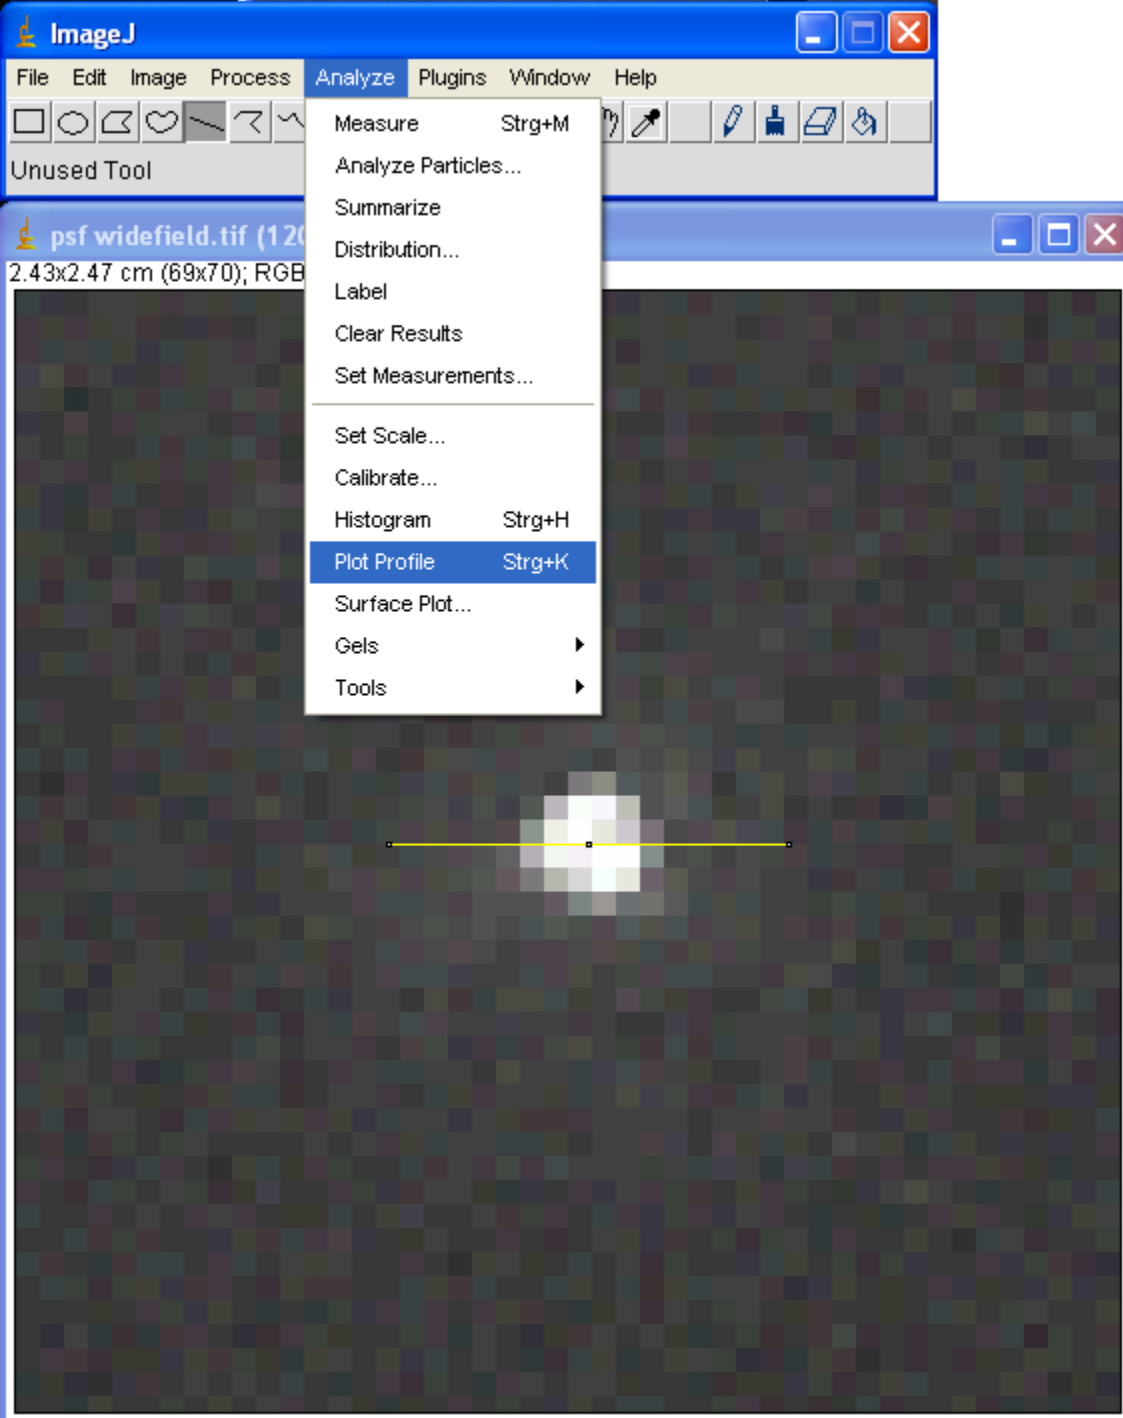 ImageJ
File Edit Image Process Analyze Plugins Window Help
Unused Tool
Measure Strg+M
Analyze Particles...
Summarize
Distribution...
Label
Clear Results
Set Measurements...
Set Scale...
Calibrate...
Histogram Strg+H
Plot Profile Strg+K
Surface Plot...
Gels
Tools
psf widefield.tif (120
2.43x2.47 cm (69x70); RGB